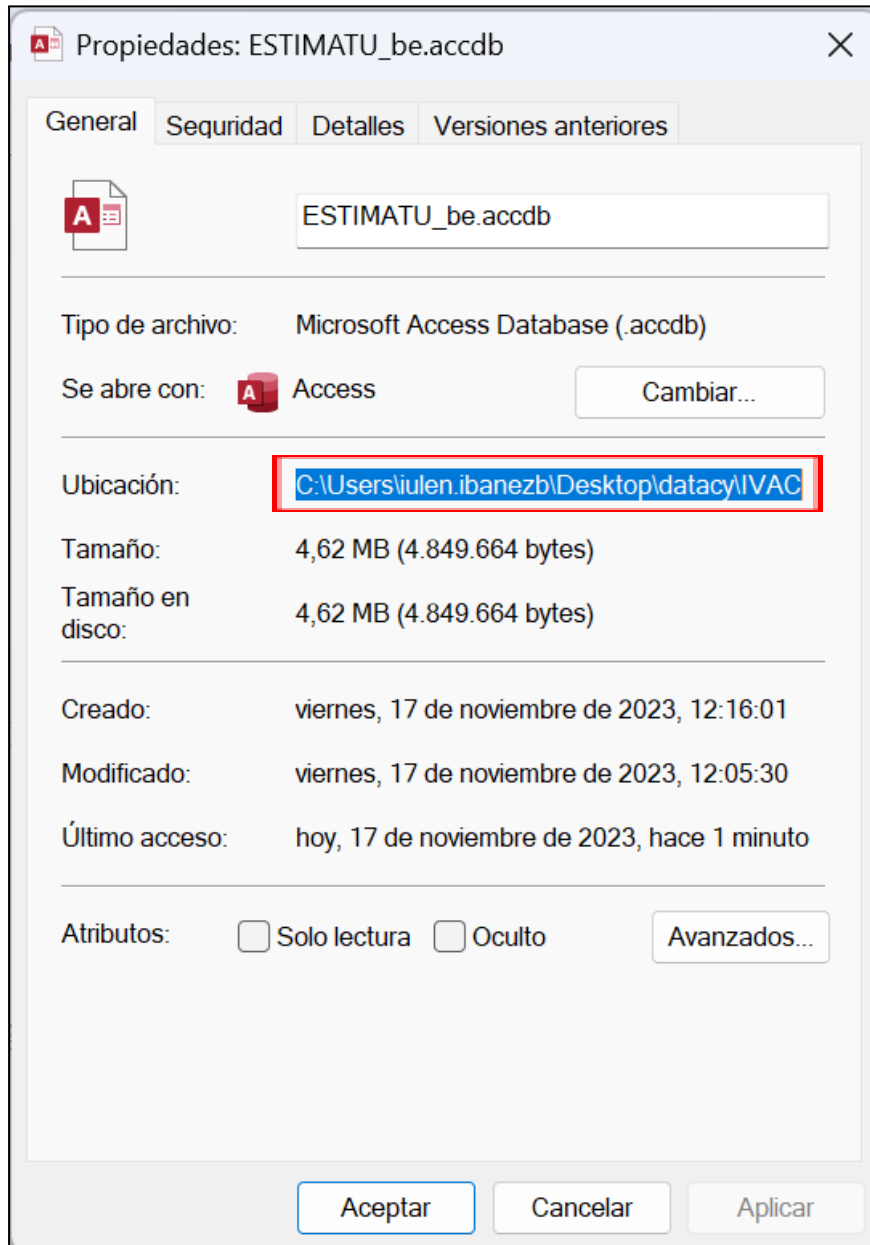 Propiedades: ESTIMATU_be.accdb
General Seguridad Detalles Versiones anteriores
ESTIMATU_be.accdb
Tipo de archivo: Microsoft Access Database (.accdb)
Se abre con: Access Cambiar...
Ubicación: C:\Users\iulen.ibanezb\Desktop\datacy\IVAC
Tamaño: 4,62 MB (4.849.664 bytes)
Tamaño en
disco: 4,62 MB (4.849.664 bytes)
Creado: viernes, 17 de noviembre de 2023, 12:16:01
Modificado: viernes, 17 de noviembre de 2023, 12:05:30
Último acceso: hoy, 17 de noviembre de 2023, hace 1 minuto
Atributos: Solo lectura Oculto Avanzados...
Aceptar Cancelar Aplicar